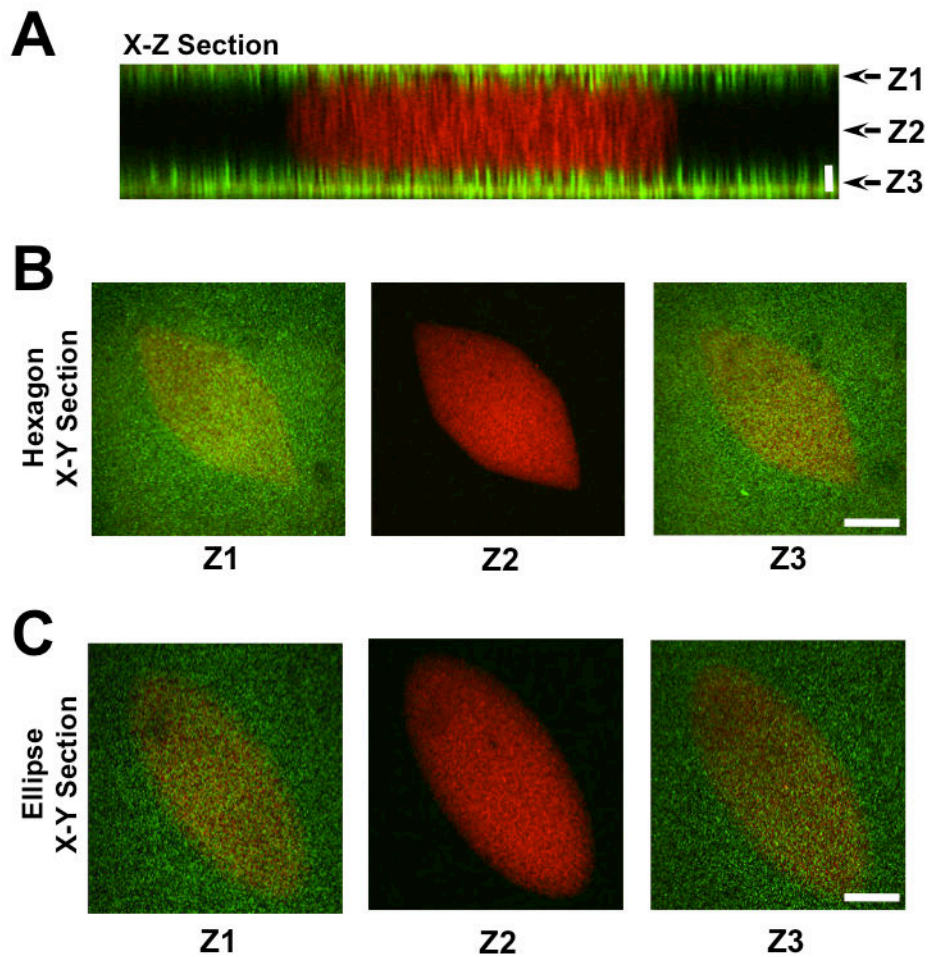 A
X-Z Section
Z1
Z2
Z3
B
Hexagon
X-Y Section
Z1
Z2
Z3
C
Ellipse
X-Y Section
Z1
Z2
Z3